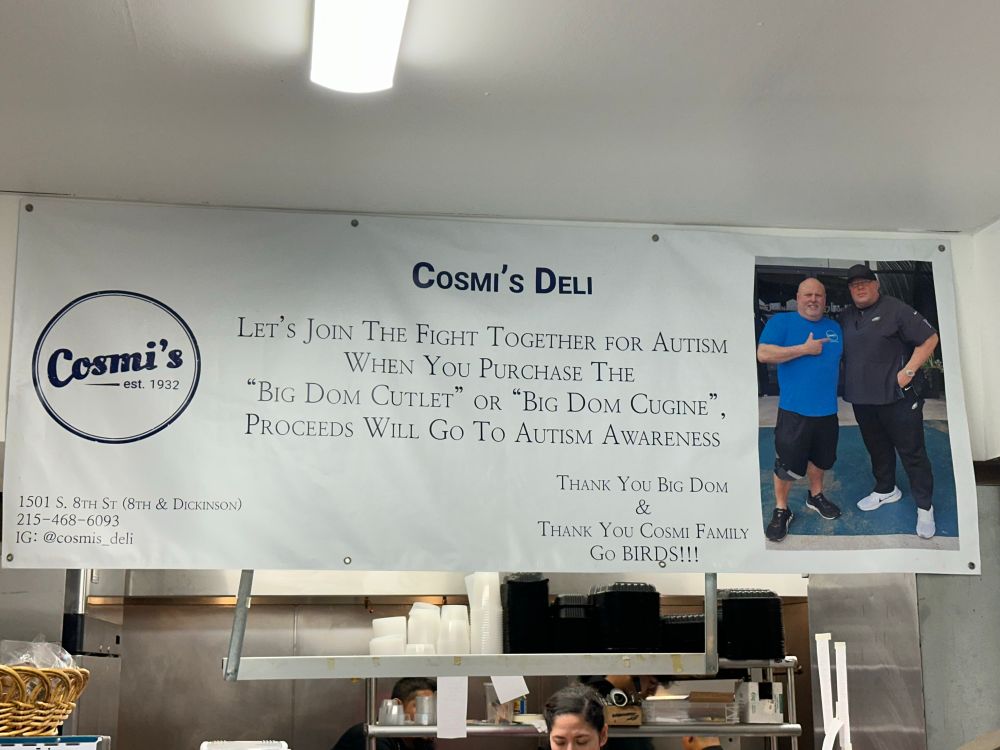 Cosmi's Deli
Cosmi's
est. 1932
Let's Join The Fight Together for Autism
When You Purchase The
“Big Dom Cutlet” or “Big Dom Cugine”,
Proceeds Will Go To Autism Awareness
1501 S. 8th St (8th & Dickinson)
215-468-6093
IG: @cosmis_deli
Thank You Big Dom
&
Thank You Cosmi Family
Go BIRDS!!!